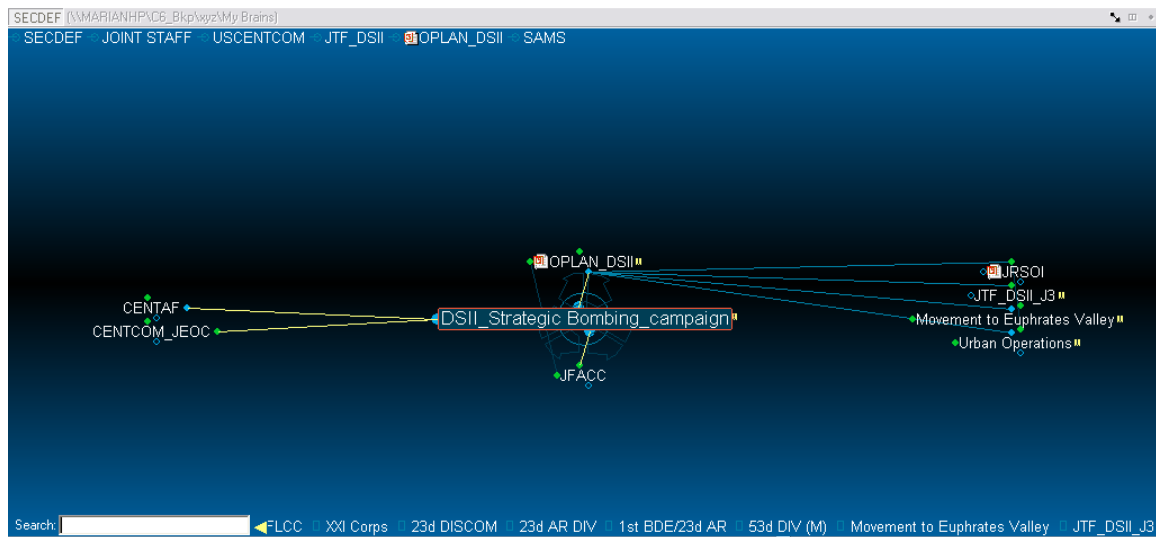 SECDEF (\\MARIANHP\C6_Bkp\xyz\My Brains)
SECDEF JOINT STAFF USCENTCOM JTF_DSII OPLAN_DSII SAMS
OPLAN_DSII
JRSOI
JTF_DSII_J3
CENTAF
DSII_Strategic Bombing_campaign
Movement to Euphrates Valley
CENTCOM_JEOC
Urban Operations
JFACC
Search: FLCC XXI Corps 23d DISCOM 23d AR DIV 1st BDE/23d AR 53d DIV (M) Movement to Euphrates Valley JTF_DSII_J3